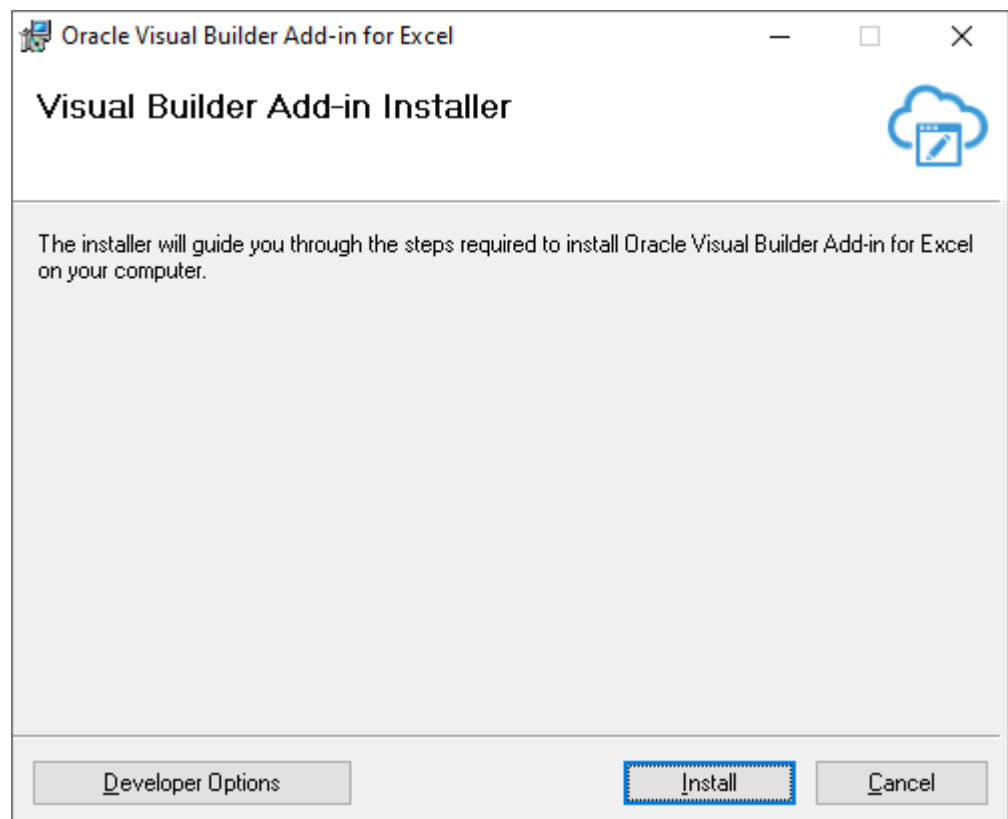 Oracle Visual Builder Add-in for Excel
Visual Builder Add-in Installer
The installer will guide you through the steps required to install Oracle Visual Builder Add-in for Excel
on your computer.
Developer Options
Install
Cancel